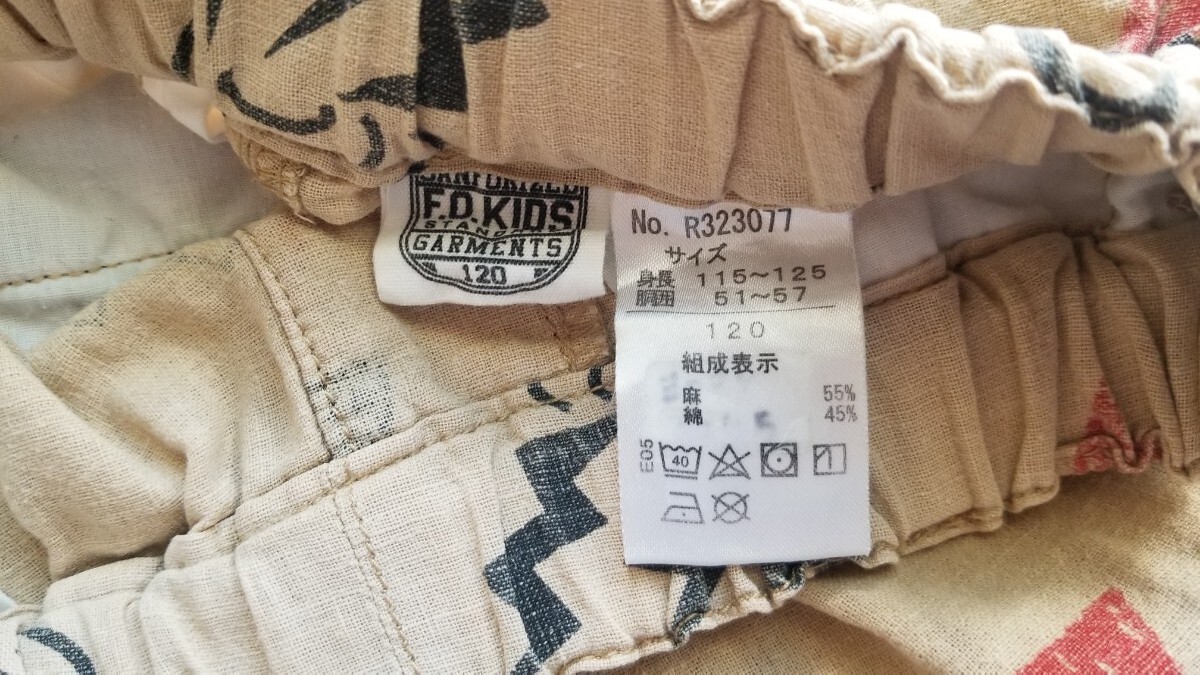 SANFORIZED
F.D.KIDS
STAND
GARMENTS
120
No. R323077
サイズ
身長 115～125
胴囲 51～57
120
組成表示
麻 55%
綿 45%
E05
40